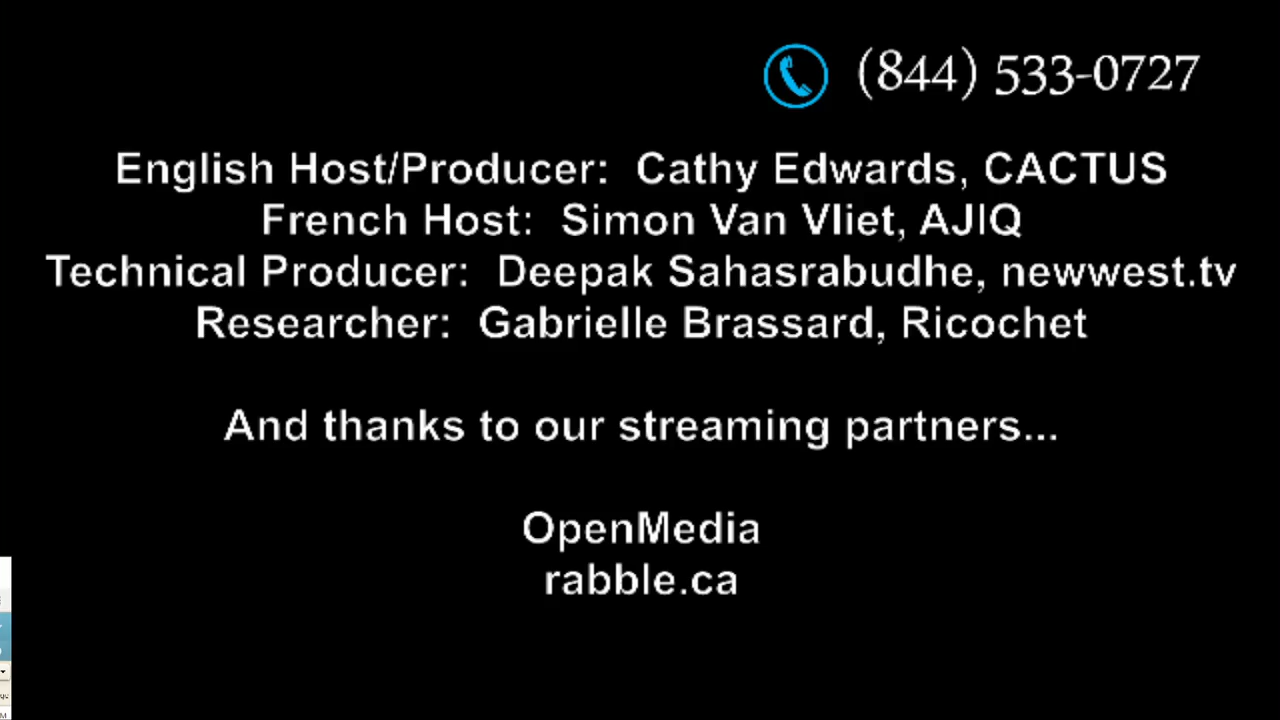 (844) 533-0727
English Host/Producer: Cathy Edwards, CACTUS
French Host: Simon Van Vliet, AJIQ
Technical Producer: Deepak Sahasrabudhe, newwest.tv
Researcher: Gabrielle Brassard, Ricochet
And thanks to our streaming partners...
OpenMedia
rabble.ca